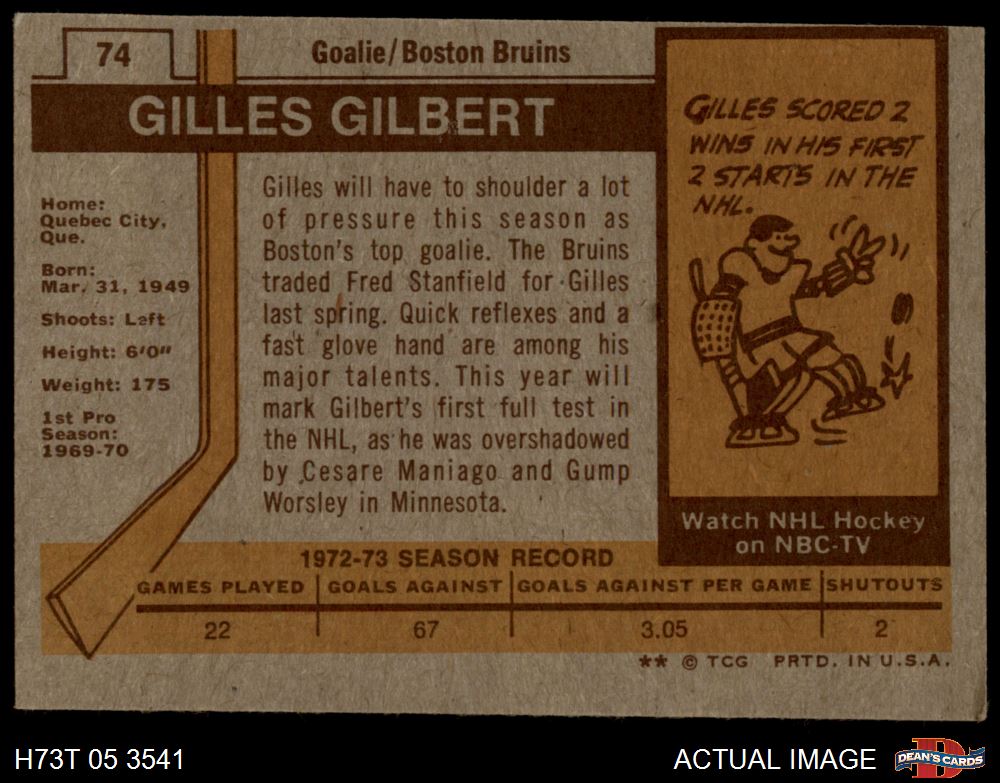 74
Goalie/Boston Bruins
GILLES GILBERT
Home:
Quebec City,
Que.
Born:
Mar. 31, 1949
Shoots: Left
Height: 6'0"
Weight: 175
1st Pro
Season:
1969-70
Gilles will have to shoulder a lot
of pressure this season as
Boston's top goalie. The Bruins
traded Fred Stanfield for Gilles
last spring. Quick reflexes and a
fast glove hand are among his
major talents. This year will
mark Gilbert's first full test in
the NHL, as he was overshadowed
by Cesare Maniago and Gump
Worsley in Minnesota.
GILLES SCORED 2
WINS IN HIS FIRST
2 STARTS IN THE
NHL.
Watch NHL Hockey
on NBC-TV
1972-73 SEASON RECORD
GAMES PLAYED GOALS AGAINST GOALS AGAINST PER GAME SHUTOUTS
22 67 3.05 2
** © TCG PRTD. IN U.S.A.
H73T 05 3541
ACTUAL IMAGE
D
DEAN'S CARDS